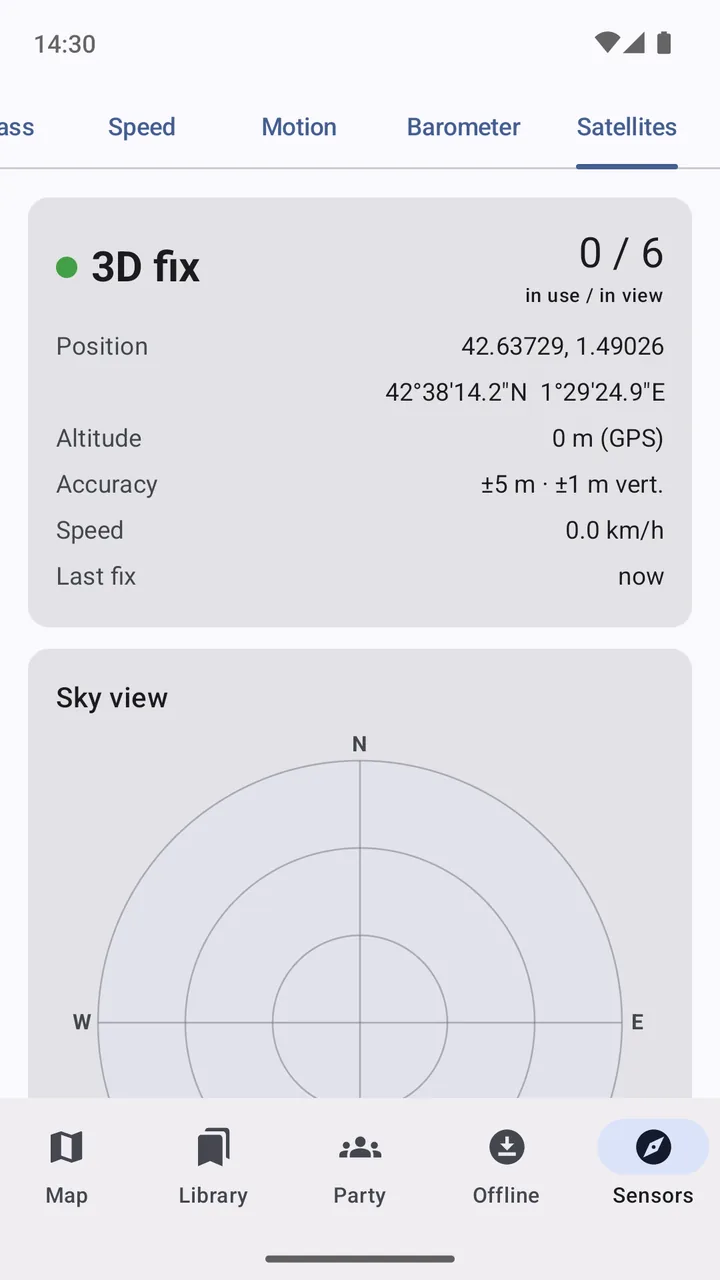 14:30
ass Speed Motion Barometer Satellites
3D fix
0 / 6
in use / in view
Position 42.63729, 1.49026
42°38'14.2"N 1°29'24.9"E
Altitude 0 m (GPS)
Accuracy ±5 m · ±1 m vert.
Speed 0.0 km/h
Last fix now
Sky view
N
W E
Map Library Party Offline Sensors